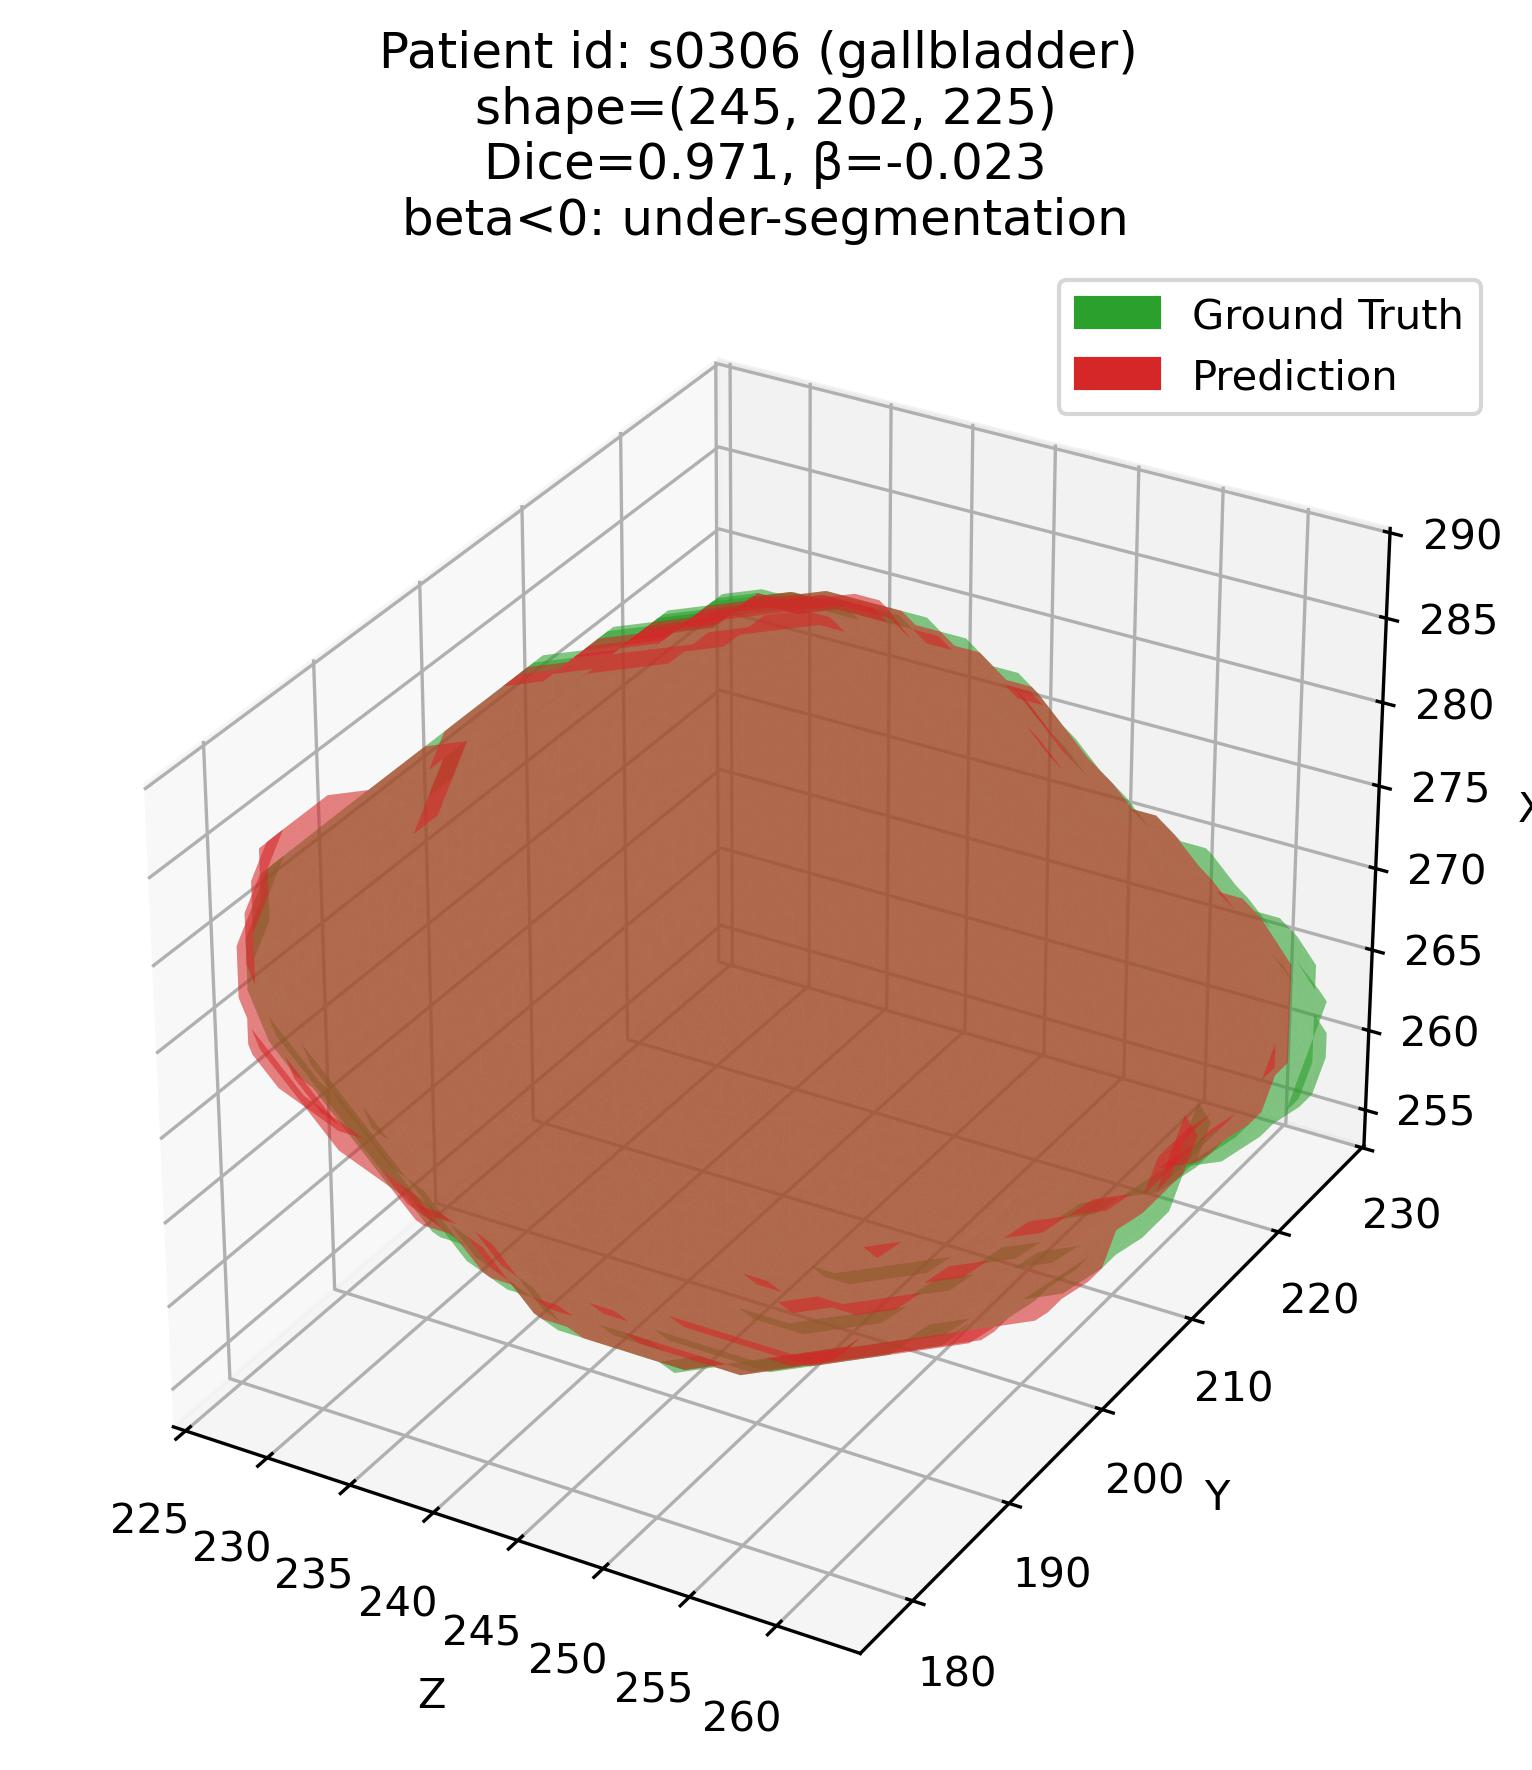 Patient id: s0306 (gallbladder)
shape=(245, 202, 225)
Dice=0.971, β=-0.023
beta<0: under-segmentation
Ground Truth
Prediction
290
285
280
275
X
270
265
260
255
230
220
210
200
Y
190
180
225
230
235
240
245
250
255
260
Z